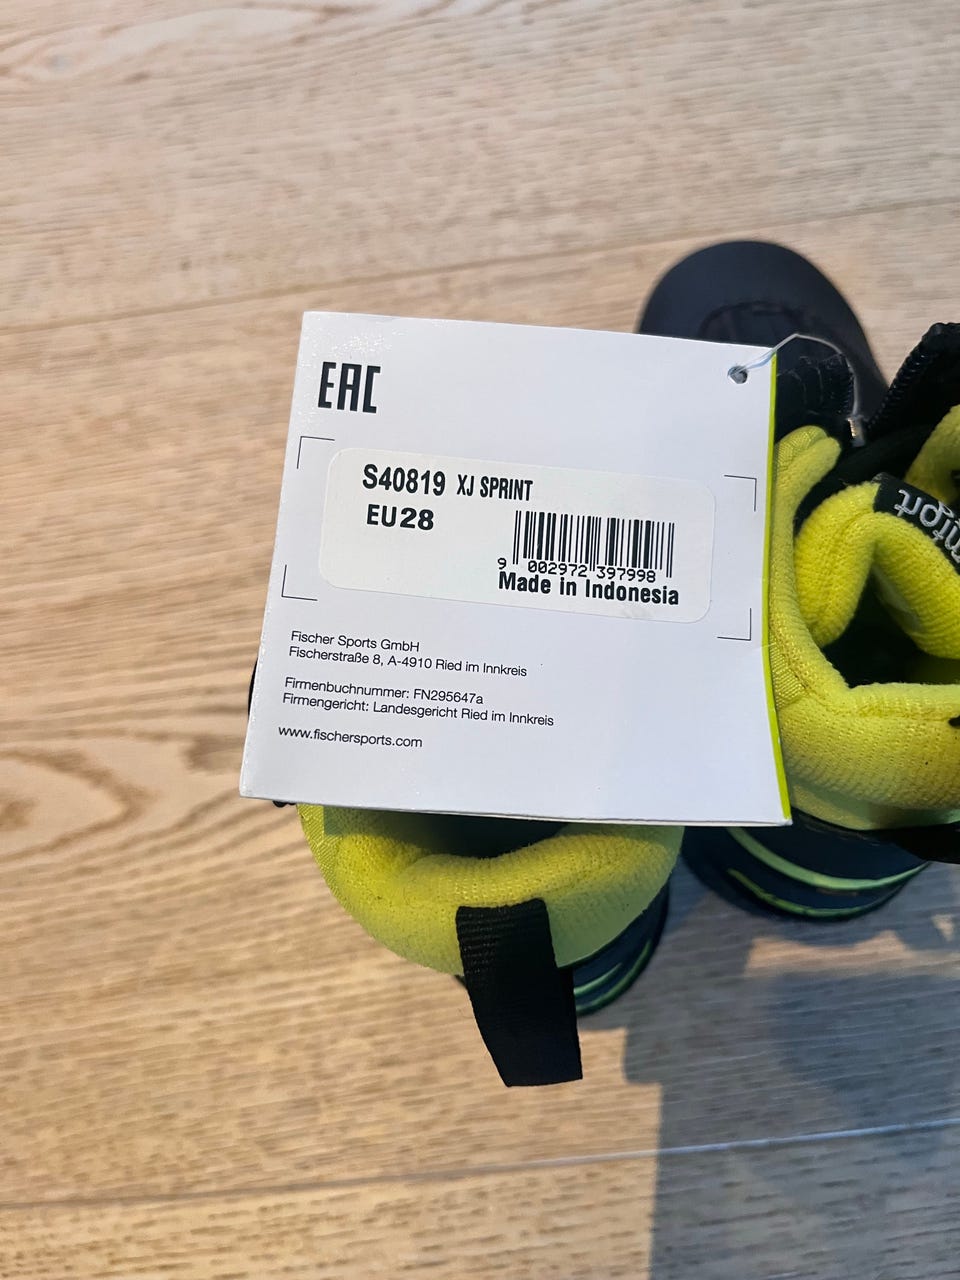 EAC
S40819 XJ SPRINT
EU28
9 002972 397998
Made in Indonesia
Fischer Sports GmbH
Fischerstraße 8, A-4910 Ried im Innkreis
Firmenbuchnummer: FN295647a
Firmengericht: Landesgericht Ried im Innkreis
www.fischersports.com